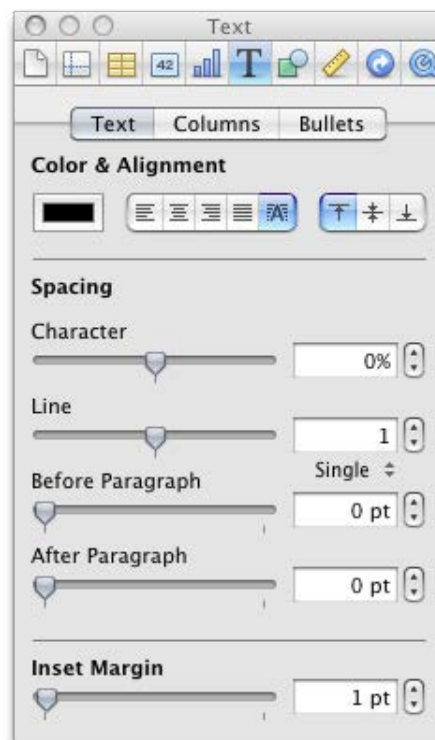 Text
42
T
Text Columns Bullets
Color & Alignment
A
Spacing
Character
0%
Line
1
Single
Before Paragraph
0 pt
After Paragraph
0 pt
Inset Margin
1 pt